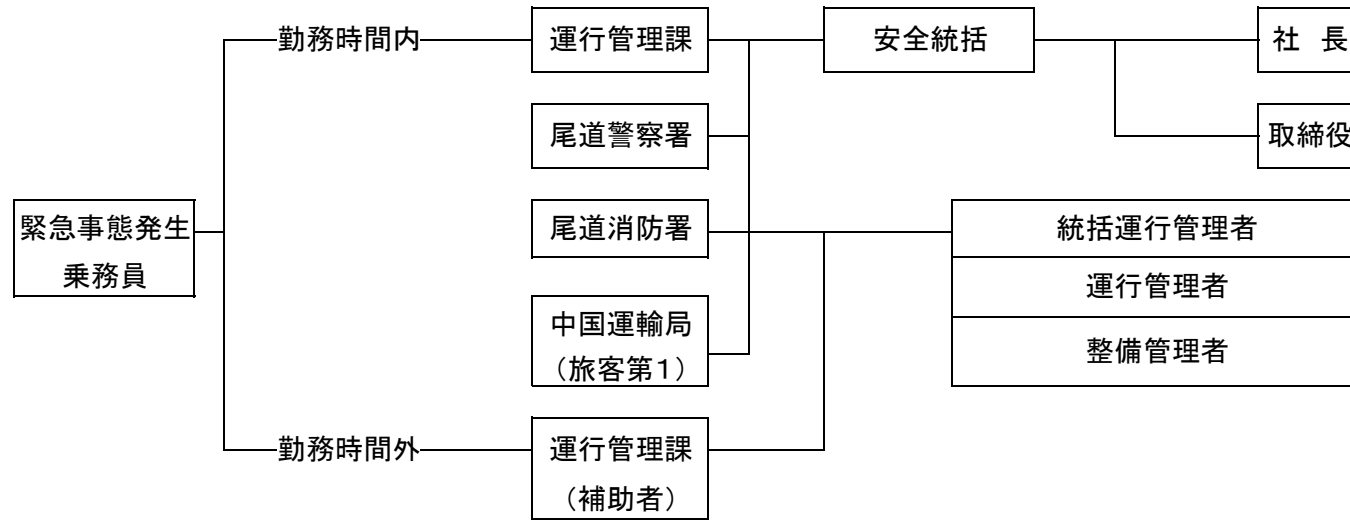 勤務時間内
運行管理課
安全統括
社 長
尾道警察署
取締役
緊急事態発生
乗務員
尾道消防署
統括運行管理者
運行管理者
中国運輸局
（旅客第1）
整備管理者
勤務時間外
運行管理課
（補助者）